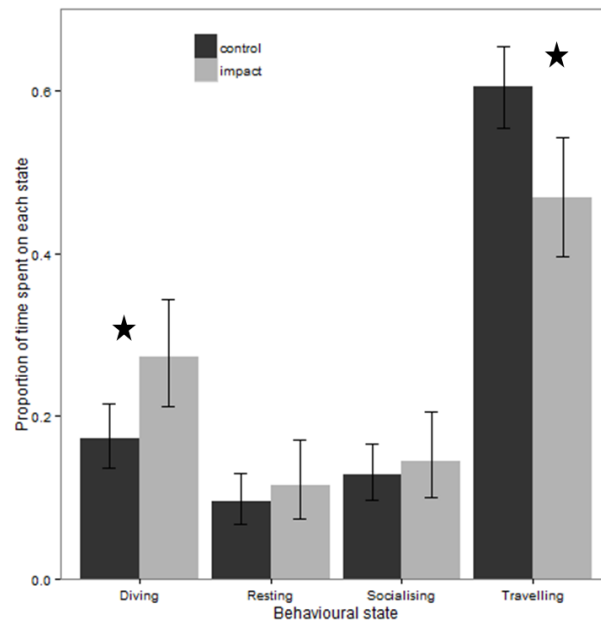 control
impact
Proportion of time spent on each state
0.6
0.4
0.2
0.0
Diving
Resting
Socialising
Travelling
Behavioural state